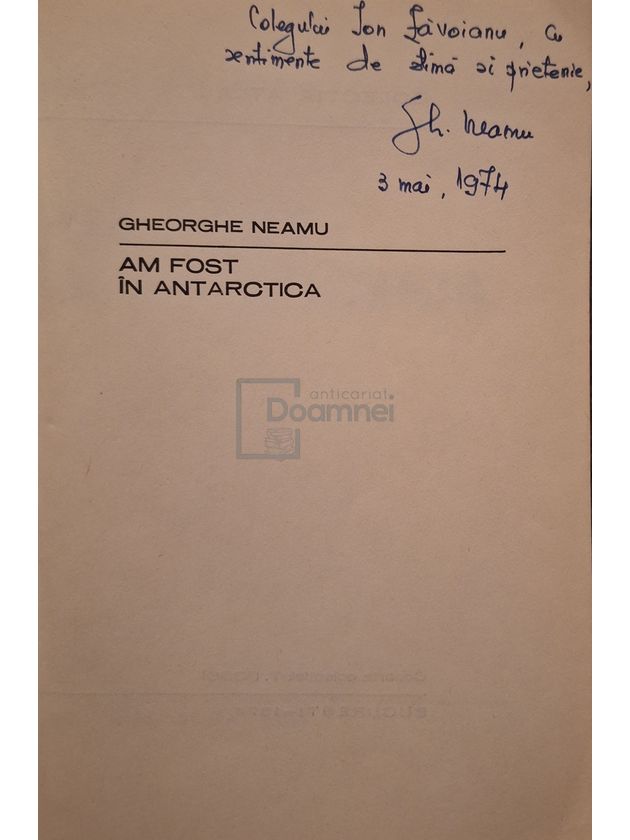 Colegului Ion Săvoianu, cu
sentimente de stimă si prietenie,
Gh. Neamu
3 mai, 1974
GHEORGHE NEAMU
AM FOST
ÎN ANTARCTICA
anticariat
Doamnei